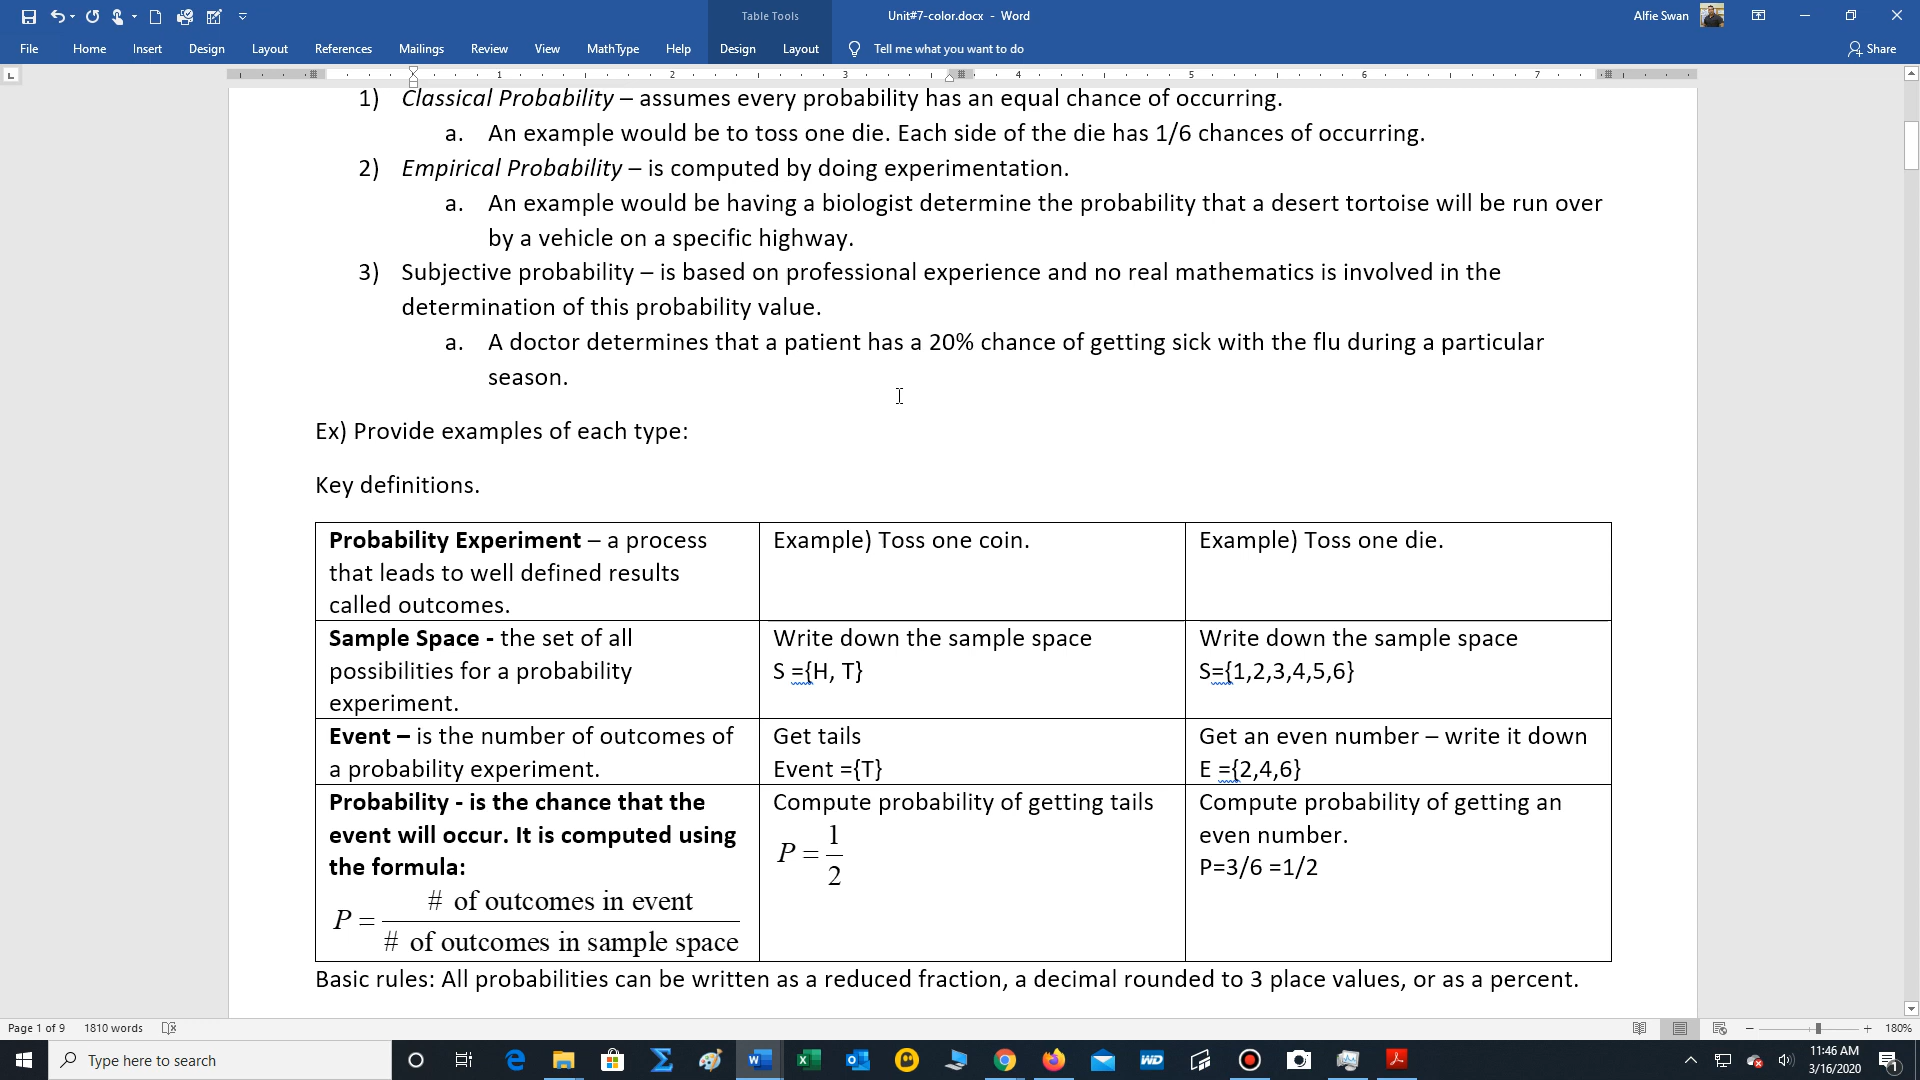 Table Tools
Unit#7-color.docx - Word
Alfie Swan
File Home Insert Design Layout References Mailings Review View MathType Help Design Layout Tell me what you want to do Share
1 2 3 4 5 6 7
1) Classical Probability – assumes every probability has an equal chance of occurring.
a. An example would be to toss one die. Each side of the die has 1/6 chances of occurring.
2) Empirical Probability – is computed by doing experimentation.
a. An example would be having a biologist determine the probability that a desert tortoise will be run over
by a vehicle on a specific highway.
3) Subjective probability – is based on professional experience and no real mathematics is involved in the
determination of this probability value.
a. A doctor determines that a patient has a 20% chance of getting sick with the flu during a particular
season.
Ex) Provide examples of each type:
Key definitions.
Probability Experiment – a process
that leads to well defined results
called outcomes.
Example) Toss one coin.
Example) Toss one die.
Sample Space - the set of all
possibilities for a probability
experiment.
Write down the sample space
S ={H, T}
Write down the sample space
S={1,2,3,4,5,6}
Event – is the number of outcomes of
a probability experiment.
Get tails
Event ={T}
Get an even number – write it down
E ={2,4,6}
Probability - is the chance that the
event will occur. It is computed using
the formula:
P = # of outcomes in event / # of outcomes in sample space
Compute probability of getting tails
P = 1/2
Compute probability of getting an
even number.
P=3/6 =1/2
Basic rules: All probabilities can be written as a reduced fraction, a decimal rounded to 3 place values, or as a percent.
Page 1 of 9 1810 words
180%
Type here to search
11:46 AM
3/16/2020